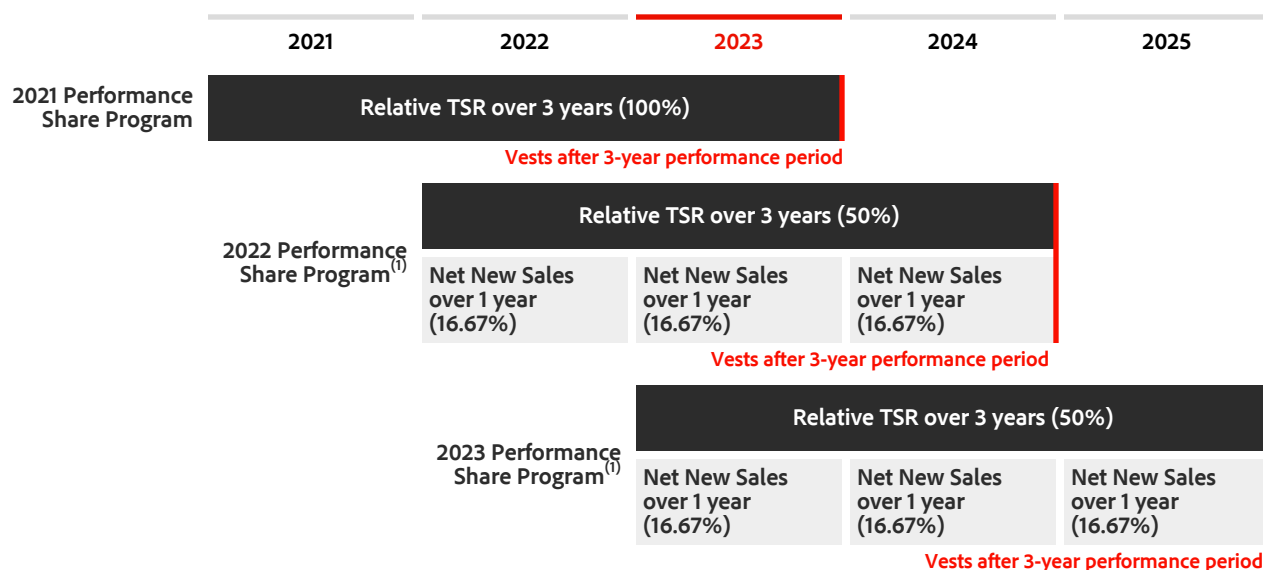 2021 2022 2023 2024 2025
2021 Performance
Share Program
Relative TSR over 3 years (100%)
Vests after 3-year performance period
2022 Performance
Share Program(1)
Relative TSR over 3 years (50%)
Net New Sales
over 1 year
(16.67%)
Net New Sales
over 1 year
(16.67%)
Net New Sales
over 1 year
(16.67%)
Vests after 3-year performance period
2023 Performance
Share Program(1)
Relative TSR over 3 years (50%)
Net New Sales
over 1 year
(16.67%)
Net New Sales
over 1 year
(16.67%)
Net New Sales
over 1 year
(16.67%)
Vests after 3-year performance period